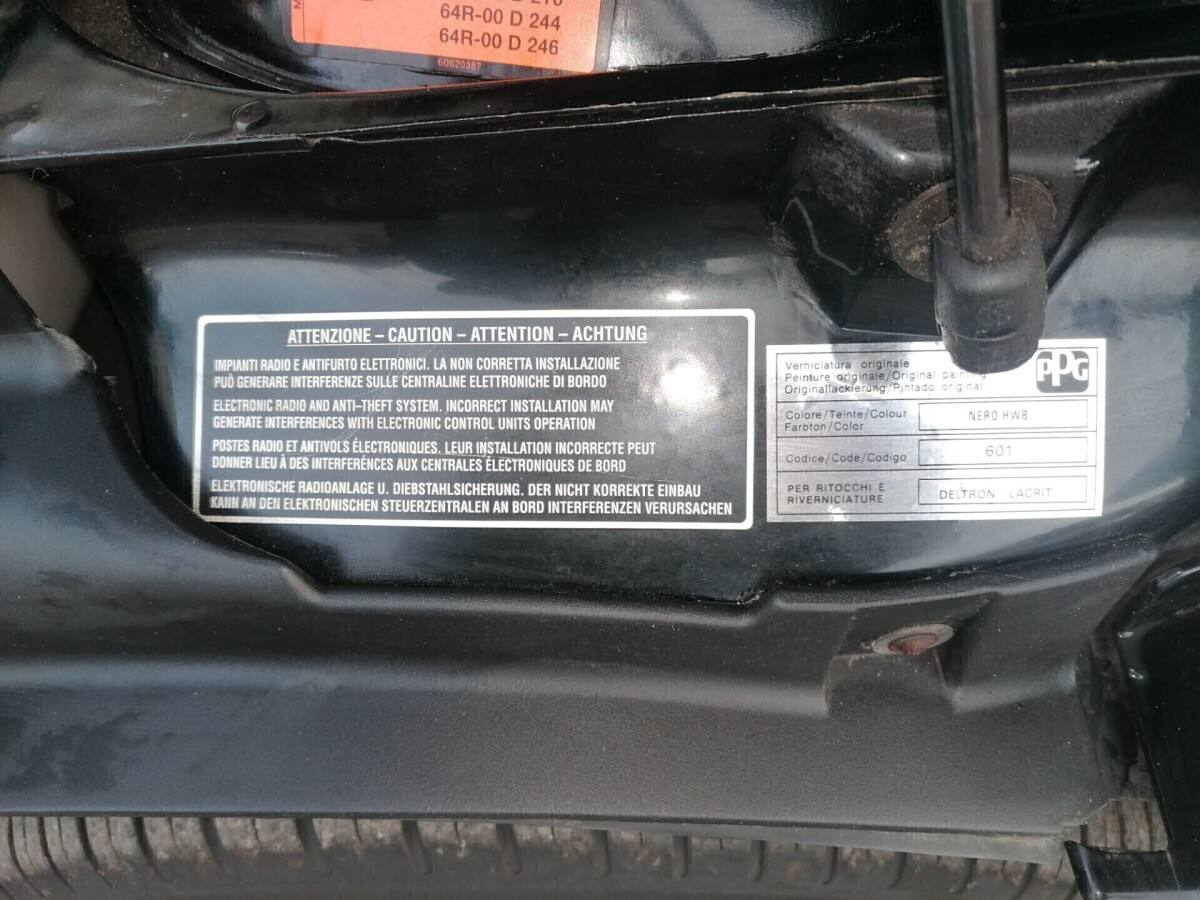 64R-00 D 244
64R-00 D 246
60620387
ATTENZIONE – CAUTION – ATTENTION – ACHTUNG
IMPIANTI RADIO E ANTIFURTO ELETTRONICI. LA NON CORRETTA INSTALLAZIONE
PUÒ GENERARE INTERFERENZE SULLE CENTRALINE ELETTRONICHE DI BORDO
ELECTRONIC RADIO AND ANTI–THEFT SYSTEM. INCORRECT INSTALLATION MAY
GENERATE INTERFERENCES WITH ELECTRONIC CONTROL UNITS OPERATION
POSTES RADIO ET ANTIVOLS ÉLECTRONIQUES. LEUR INSTALLATION INCORRECTE PEUT
DONNER LIEU À DES INTERFÉRENCES AUX CENTRALES ÉLECTRONIQUES DE BORD
ELEKTRONISCHE RADIOANLAGE U. DIEBSTAHLSICHERUNG. DER NICHT KORREKTE EINBAU
KANN AN DEN ELEKTRONISCHEN STEUERZENTRALEN AN BORD INTERFERENZEN VERURSACHEN
Verniciatura originale
Peinture originale/Original painting
Originallackierung/Pintado original
PPG
Colore/Teinte/Colour
Farbton/Color
NERO HWB
Codice/Code/Codigo
601
PER RITOCCHI E
RIVERNICIATURE
DELTRON LACRIT